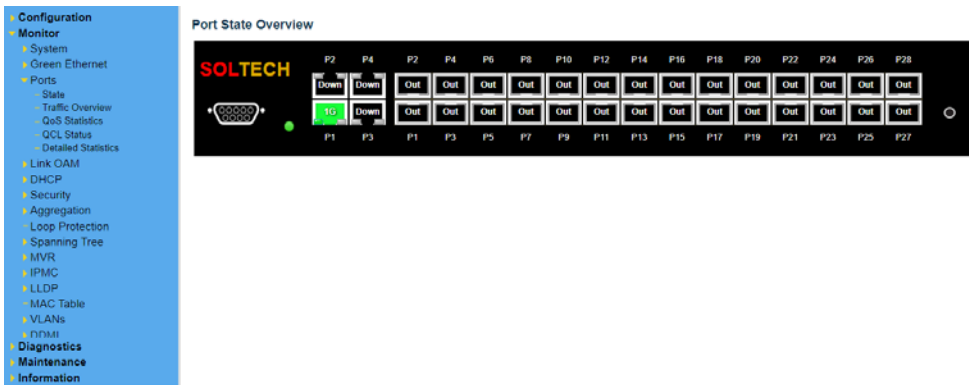 Configuration
Monitor
System
Green Ethernet
Ports
State
Traffic Overview
QoS Statistics
QCL Status
Detailed Statistics
Link OAM
DHCP
Security
Aggregation
Loop Protection
Spanning Tree
MVR
IPMC
LLDP
MAC Table
VLANs
DDMI
Diagnostics
Maintenance
Information
Port State Overview
SOLTECH
P2 P4 P2 P4 P6 P8 P10 P12 P14 P16 P18 P20 P22 P24 P26 P28
Down Down Out Out Out Out Out Out Out Out Out Out Out Out Out Out
1G Down Out Out Out Out Out Out Out Out Out Out Out Out Out Out
P1 P3 P1 P3 P5 P7 P9 P11 P13 P15 P17 P19 P21 P23 P25 P27